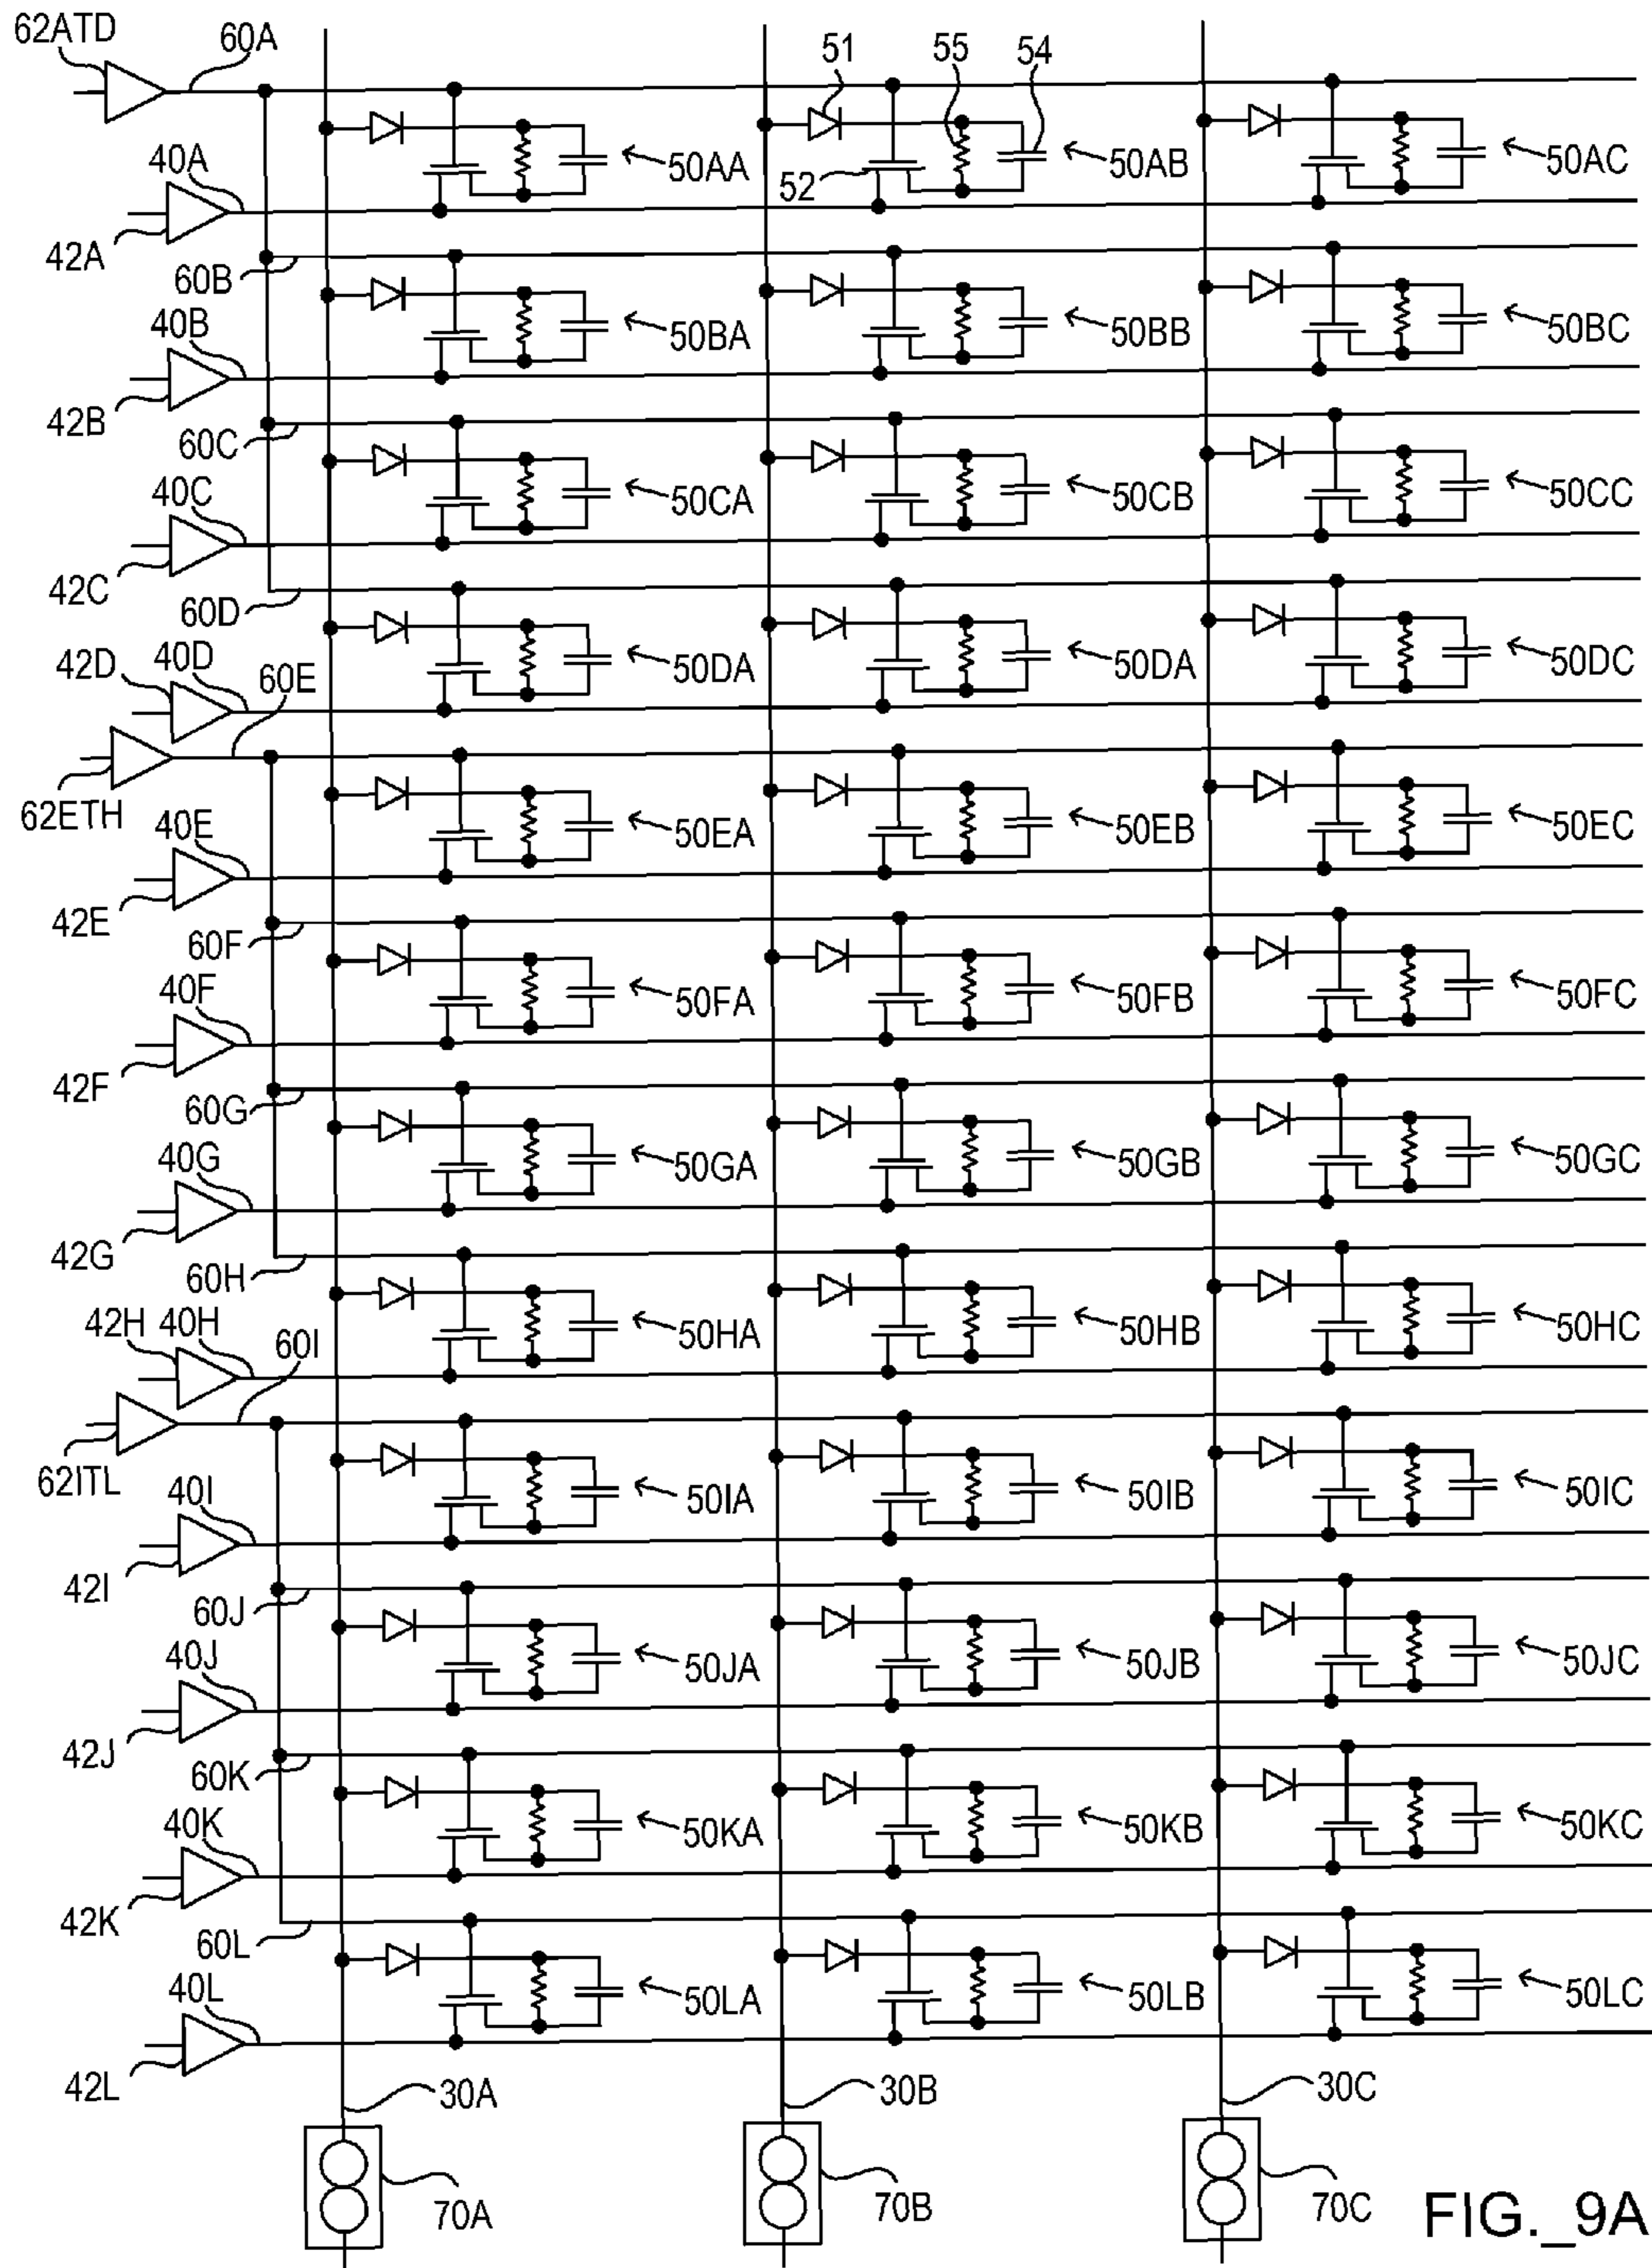 62ATD 60A 51 55 54
40A 50AA 52 50AB 50AC
42A
60B
40B 50BA 50BB 50BC
42B
60C
40C 50CA 50CB 50CC
42C
60D
42D 40D 60E 50DA 50DA 50DC
62ETH
40E 50EA 50EB 50EC
42E
60F
40F 50FA 50FB 50FC
42F
60G
40G 50GA 50GB 50GC
42G
60H
42H 40H 60I 50HA 50HB 50HC
62ITL
40I 50IA 50IB 50IC
42I
60J
40J 50JA 50JB 50JC
42J
60K
40K 50KA 50KB 50KC
42K
60L
40L 50LA 50LB 50LC
42L
30A 30B 30C
70A 70B 70C
FIG._9A